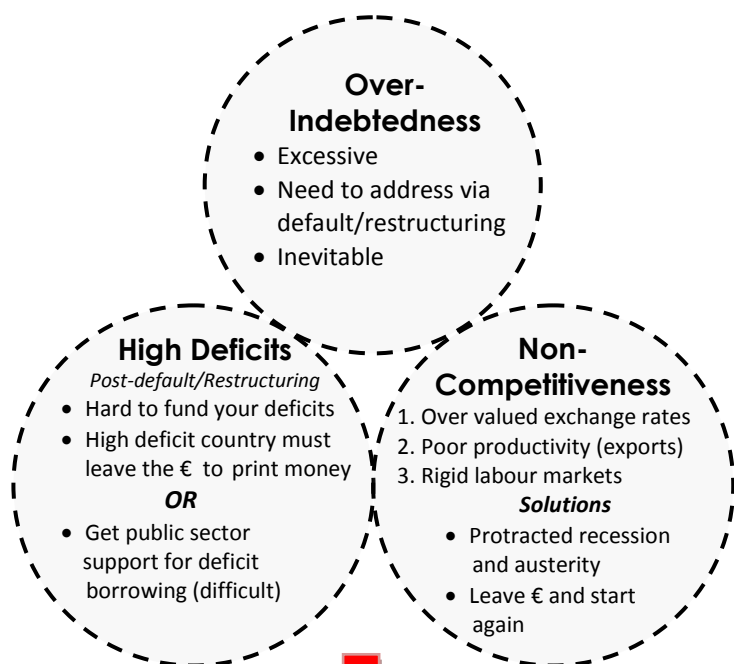 Over-
Indebtedness
• Excessive
• Need to address via
default/restructuring
• Inevitable
High Deficits
Post-default/Restructuring
• Hard to fund your deficits
• High deficit country must
leave the € to print money
OR
• Get public sector
support for deficit
borrowing (difficult)
Non-
Competitiveness
1. Over valued exchange rates
2. Poor productivity (exports)
3. Rigid labour markets
Solutions
• Protracted recession
and austerity
• Leave € and start
again